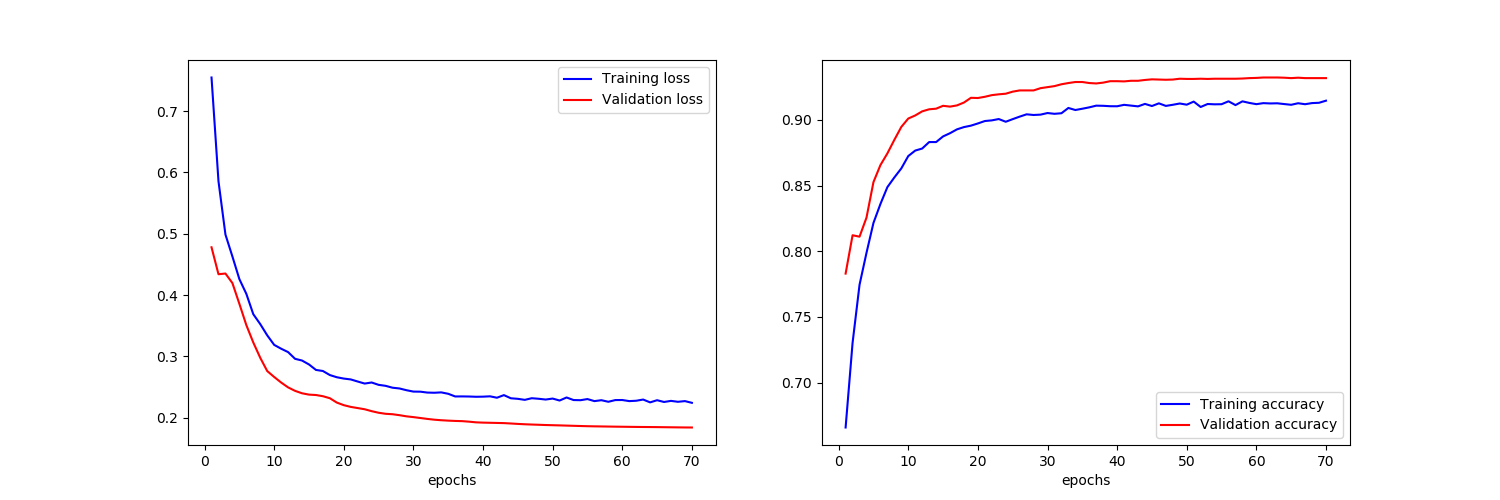 Training loss
Validation loss
0.7
0.6
0.5
0.4
0.3
0.2
0 10 20 30 40 50 60 70
epochs
0.90
0.85
0.80
0.75
0.70
Training accuracy
Validation accuracy
0 10 20 30 40 50 60 70
epochs